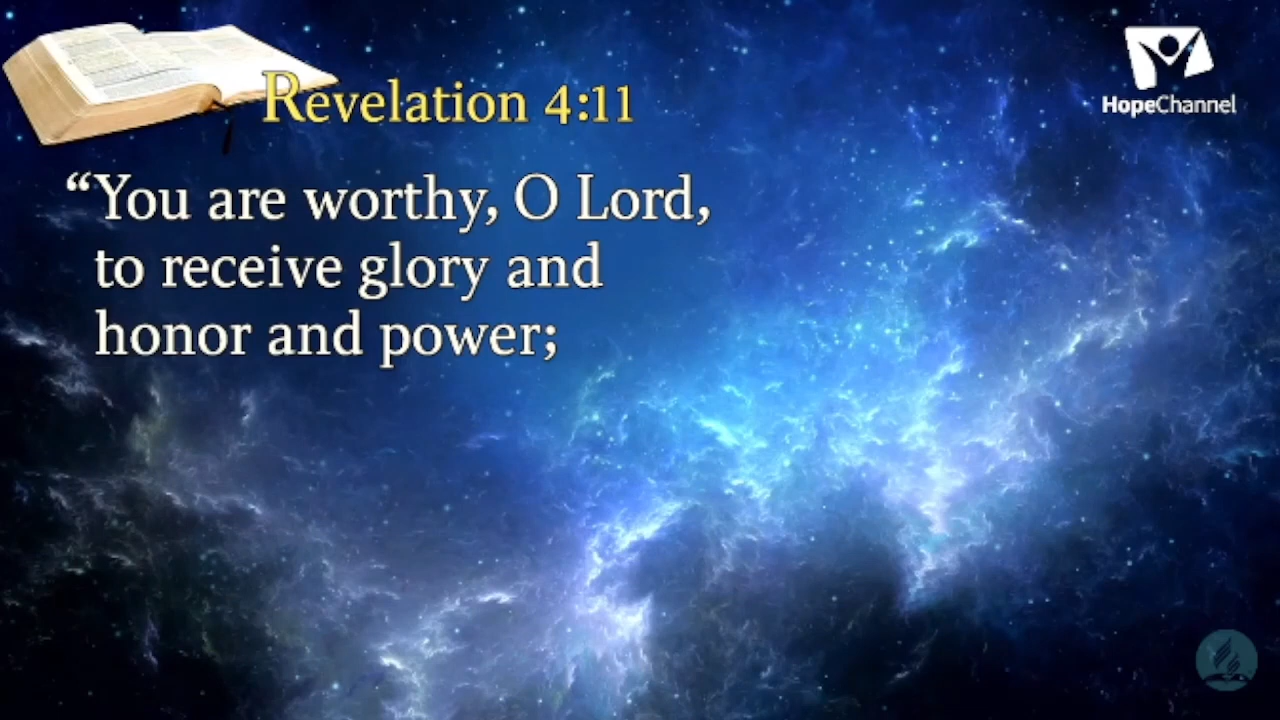 Revelation 4:11
HopeChannel
“You are worthy, O Lord,
to receive glory and
honor and power;